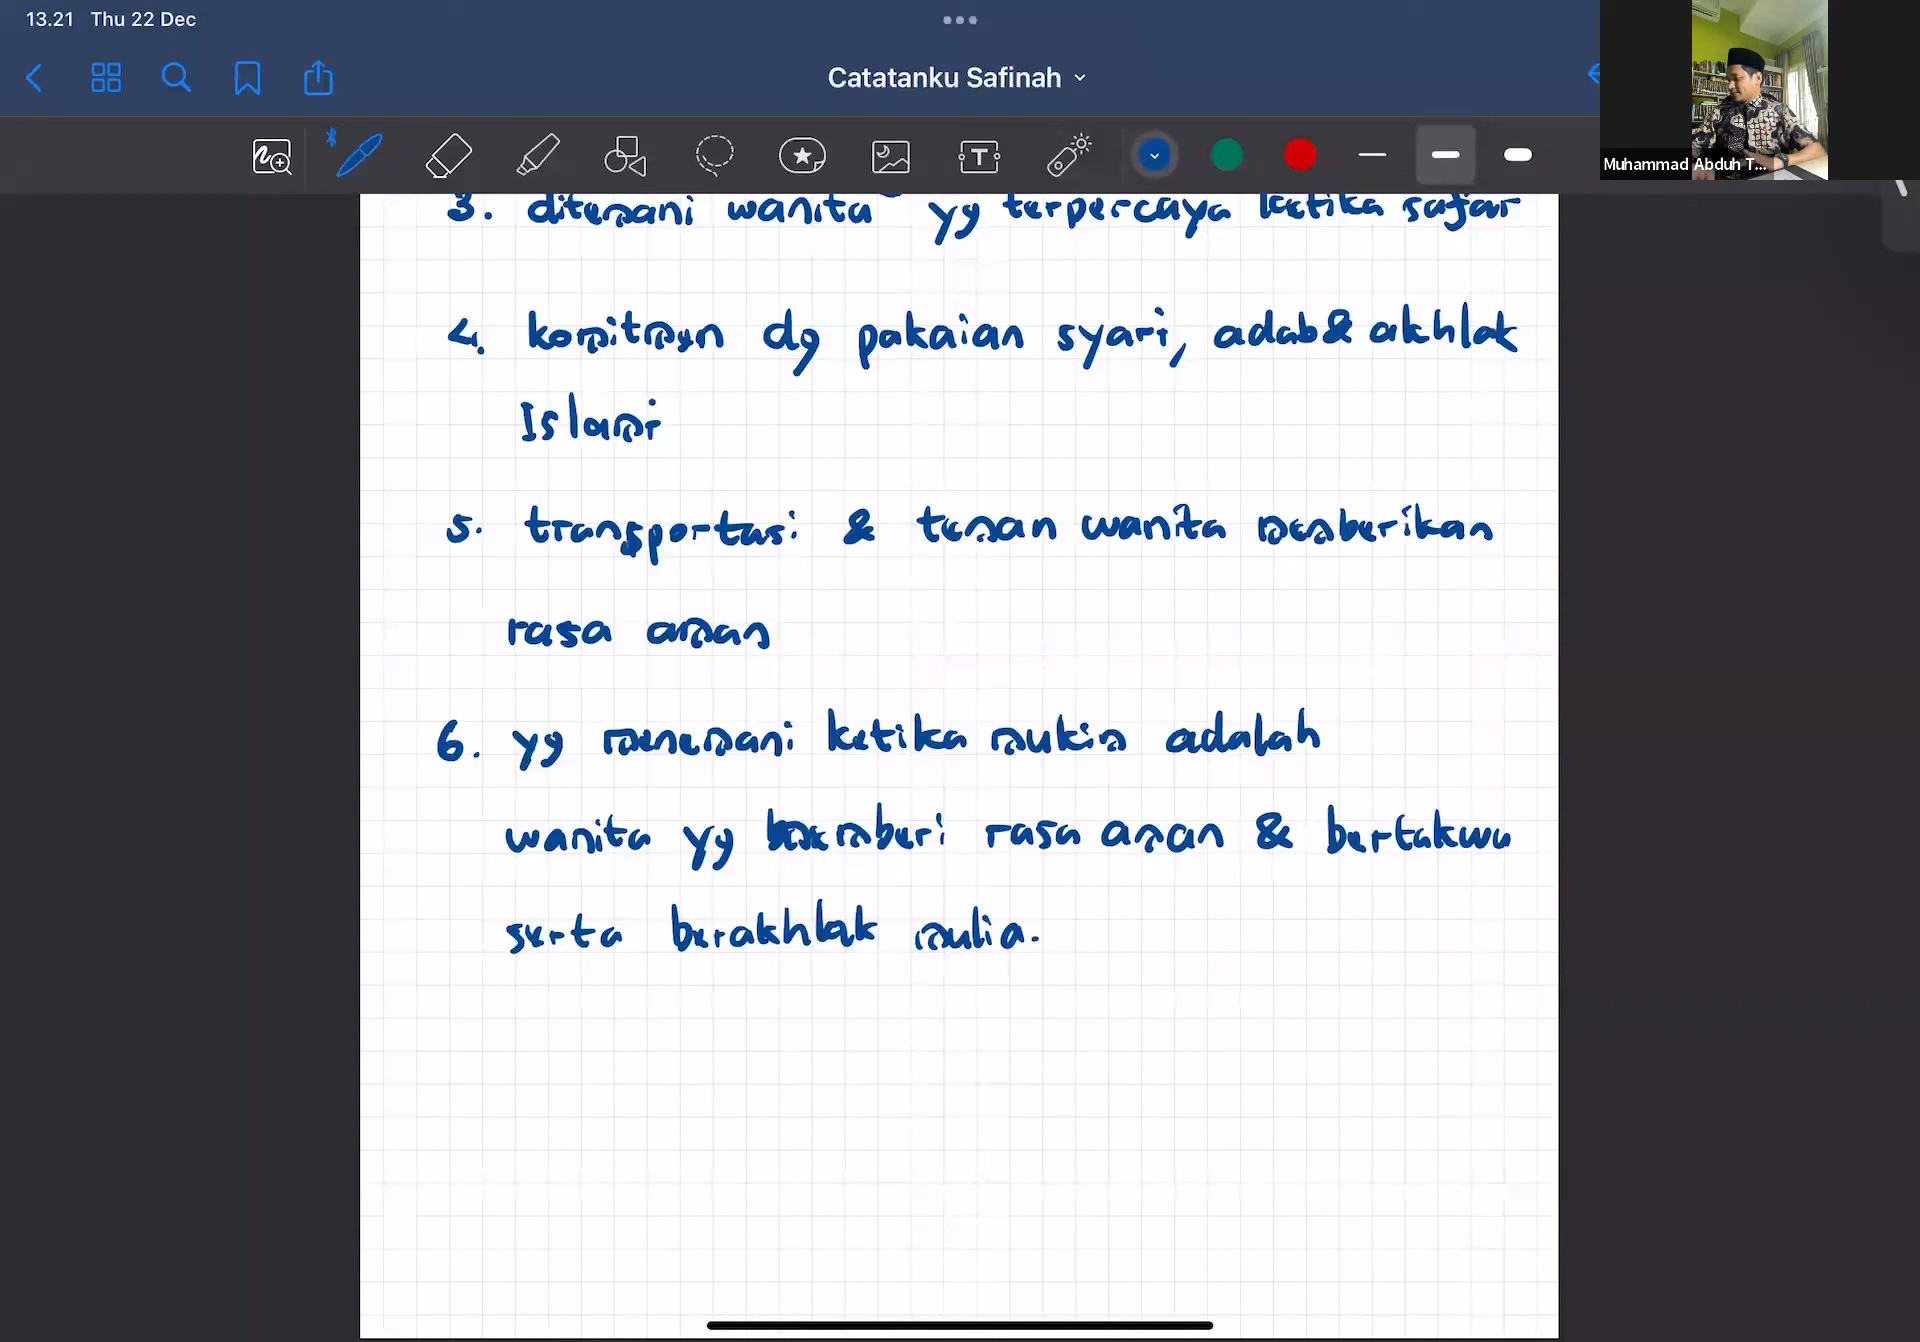 13.21 Thu 22 Dec
Catatanku Safinah
Muhammad Abduh T...
3. ditemani wanita yg terpercaya ketika safar
4. komitmen dg pakaian syari, adab & akhlak
Islami
5. transportasi & teman wanita memberikan
rasa aman
6. yg menemani ketika mukim adalah
wanita yg memberi rasa aman & bertakwa
serta berakhlak mulia.